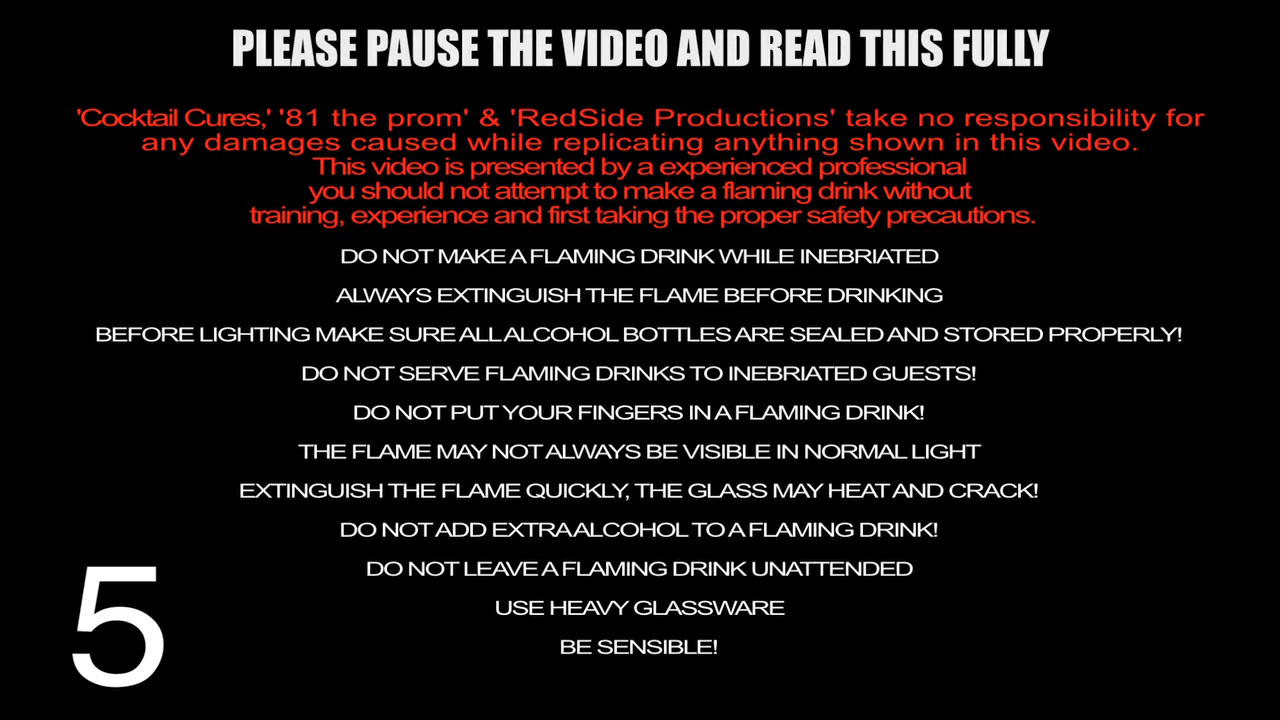 PLEASE PAUSE THE VIDEO AND READ THIS FULLY
'Cocktail Cures,' '81 the prom' & 'RedSide Productions' take no responsibility for
any damages caused while replicating anything shown in this video.
This video is presented by a experienced professional
you should not attempt to make a flaming drink without
training, experience and first taking the proper safety precautions.
DO NOT MAKE A FLAMING DRINK WHILE INEBRIATED
ALWAYS EXTINGUISH THE FLAME BEFORE DRINKING
BEFORE LIGHTING MAKE SURE ALL ALCOHOL BOTTLES ARE SEALED AND STORED PROPERLY!
DO NOT SERVE FLAMING DRINKS TO INEBRIATED GUESTS!
DO NOT PUT YOUR FINGERS IN A FLAMING DRINK!
THE FLAME MAY NOT ALWAYS BE VISIBLE IN NORMAL LIGHT
EXTINGUISH THE FLAME QUICKLY, THE GLASS MAY HEAT AND CRACK!
DO NOT ADD EXTRA ALCOHOL TO A FLAMING DRINK!
DO NOT LEAVE A FLAMING DRINK UNATTENDED
USE HEAVY GLASSWARE
BE SENSIBLE!
5